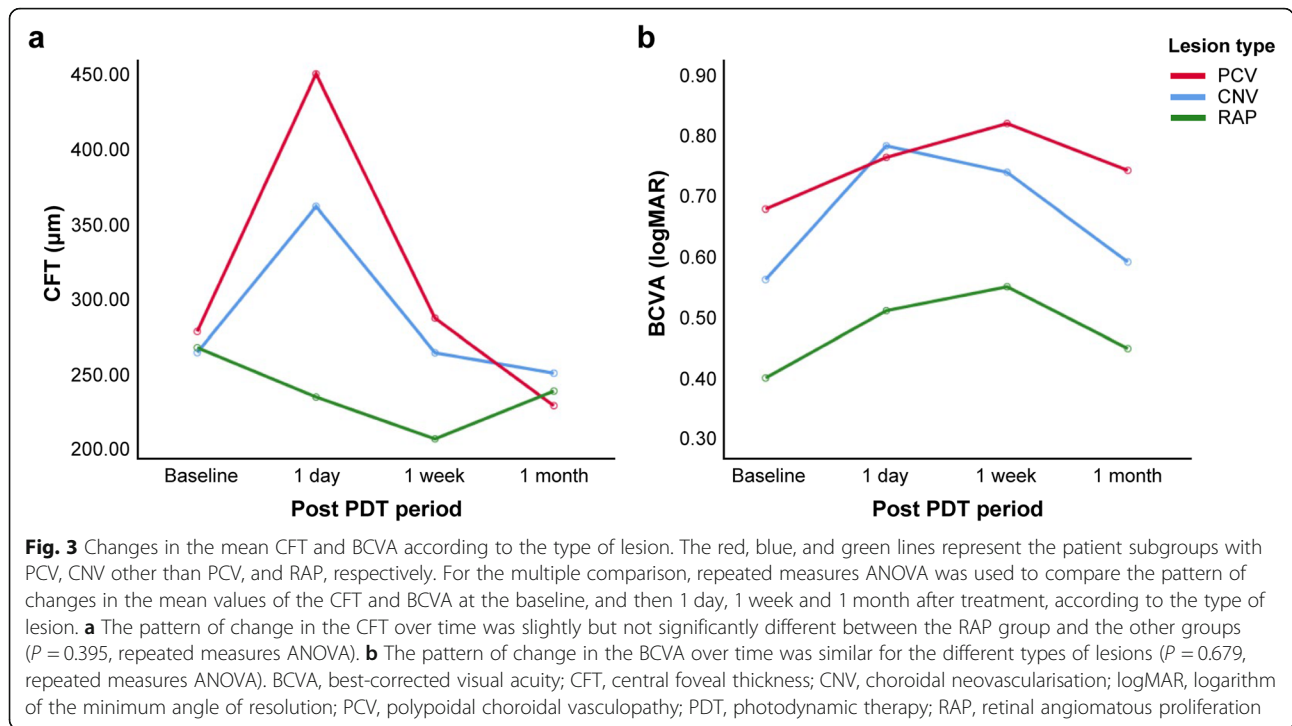 a
450.00
400.00
350.00
300.00
250.00
200.00
CFT (µm)
Baseline 1 day 1 week 1 month
Post PDT period
b
0.90
0.80
0.70
0.60
0.50
0.40
0.30
BCVA (logMAR)
Baseline 1 day 1 week 1 month
Post PDT period
Lesion type
PCV
CNV
RAP
Fig. 3 Changes in the mean CFT and BCVA according to the type of lesion. The red, blue, and green lines represent the patient subgroups with
PCV, CNV other than PCV, and RAP, respectively. For the multiple comparison, repeated measures ANOVA was used to compare the pattern of
changes in the mean values of the CFT and BCVA at the baseline, and then 1 day, 1 week and 1 month after treatment, according to the type of
lesion. a The pattern of change in the CFT over time was slightly but not significantly different between the RAP group and the other groups
(P = 0.395, repeated measures ANOVA). b The pattern of change in the BCVA over time was similar for the different types of lesions (P = 0.679,
repeated measures ANOVA). BCVA, best-corrected visual acuity; CFT, central foveal thickness; CNV, choroidal neovascularisation; logMAR, logarithm
of the minimum angle of resolution; PCV, polypoidal choroidal vasculopathy; PDT, photodynamic therapy; RAP, retinal angiomatous proliferation